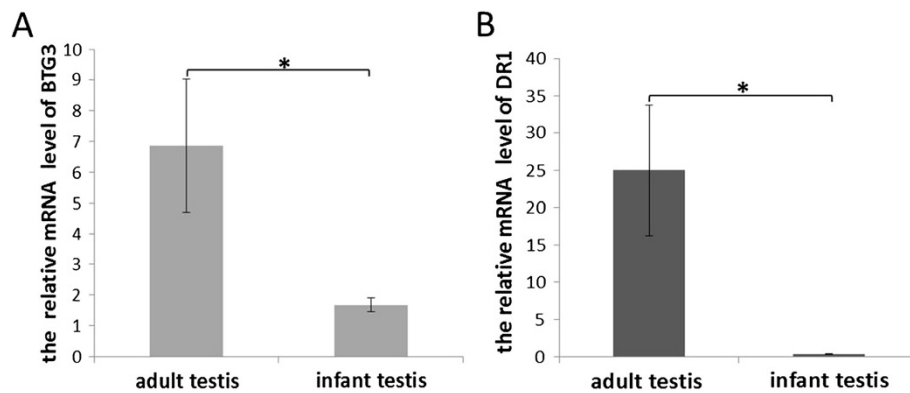 A
the relative mRNA level of BTG3
10
9
8
7
6
5
4
3
2
1
0
*
adult testis
infant testis
B
the relative mRNA level of DR1
40
35
30
25
20
15
10
5
0
*
adult testis
infant testis